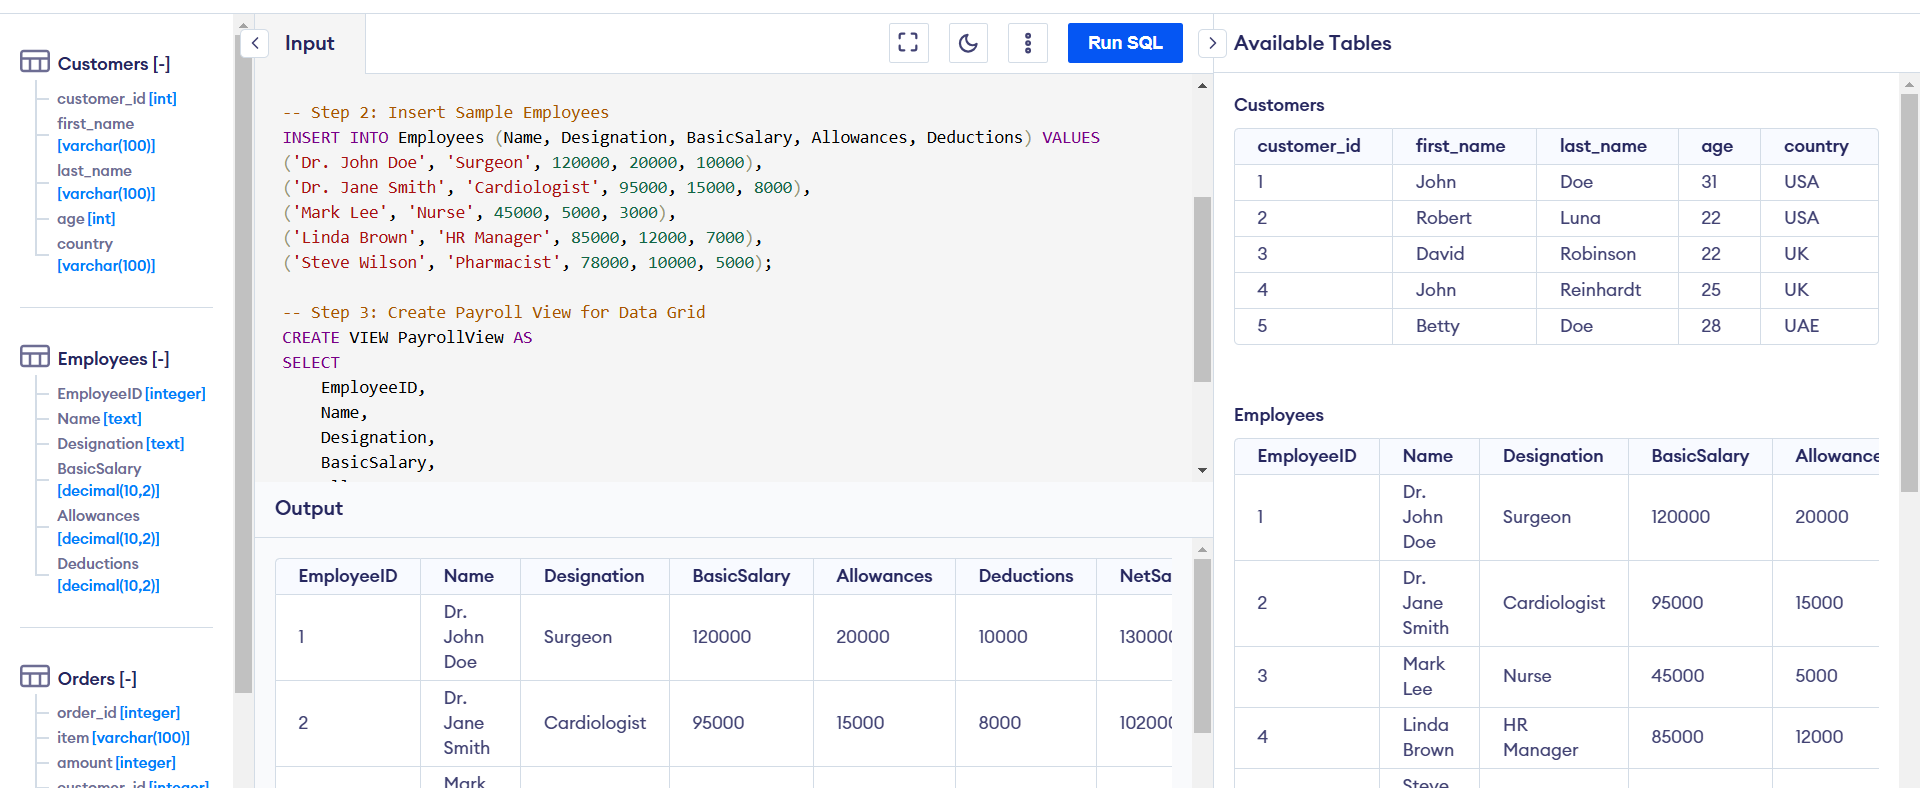 Customers [-]
customer_id [int]
first_name
[varchar(100)]
last_name
[varchar(100)]
age [int]
country
[varchar(100)]
Employees [-]
EmployeeID [integer]
Name [text]
Designation [text]
BasicSalary
[decimal(10,2)]
Allowances
[decimal(10,2)]
Deductions
[decimal(10,2)]
Orders [-]
order_id [integer]
item [varchar(100)]
amount [integer]
customer_id [integer]
Input
Run SQL
-- Step 2: Insert Sample Employees
INSERT INTO Employees (Name, Designation, BasicSalary, Allowances, Deductions) VALUES
('Dr. John Doe', 'Surgeon', 120000, 20000, 10000),
('Dr. Jane Smith', 'Cardiologist', 95000, 15000, 8000),
('Mark Lee', 'Nurse', 45000, 5000, 3000),
('Linda Brown', 'HR Manager', 85000, 12000, 7000),
('Steve Wilson', 'Pharmacist', 78000, 10000, 5000);
-- Step 3: Create Payroll View for Data Grid
CREATE VIEW PayrollView AS
SELECT
EmployeeID,
Name,
Designation,
BasicSalary,
Output
EmployeeID Name Designation BasicSalary Allowances Deductions NetSa
1 Dr. John Doe Surgeon 120000 20000 10000 130000
2 Dr. Jane Smith Cardiologist 95000 15000 8000 102000
Mark
Available Tables
Customers
customer_id first_name last_name age country
1 John Doe 31 USA
2 Robert Luna 22 USA
3 David Robinson 22 UK
4 John Reinhardt 25 UK
5 Betty Doe 28 UAE
Employees
EmployeeID Name Designation BasicSalary Allowance
1 Dr. John Doe Surgeon 120000 20000
2 Dr. Jane Smith Cardiologist 95000 15000
3 Mark Lee Nurse 45000 5000
4 Linda Brown HR Manager 85000 12000
Steve